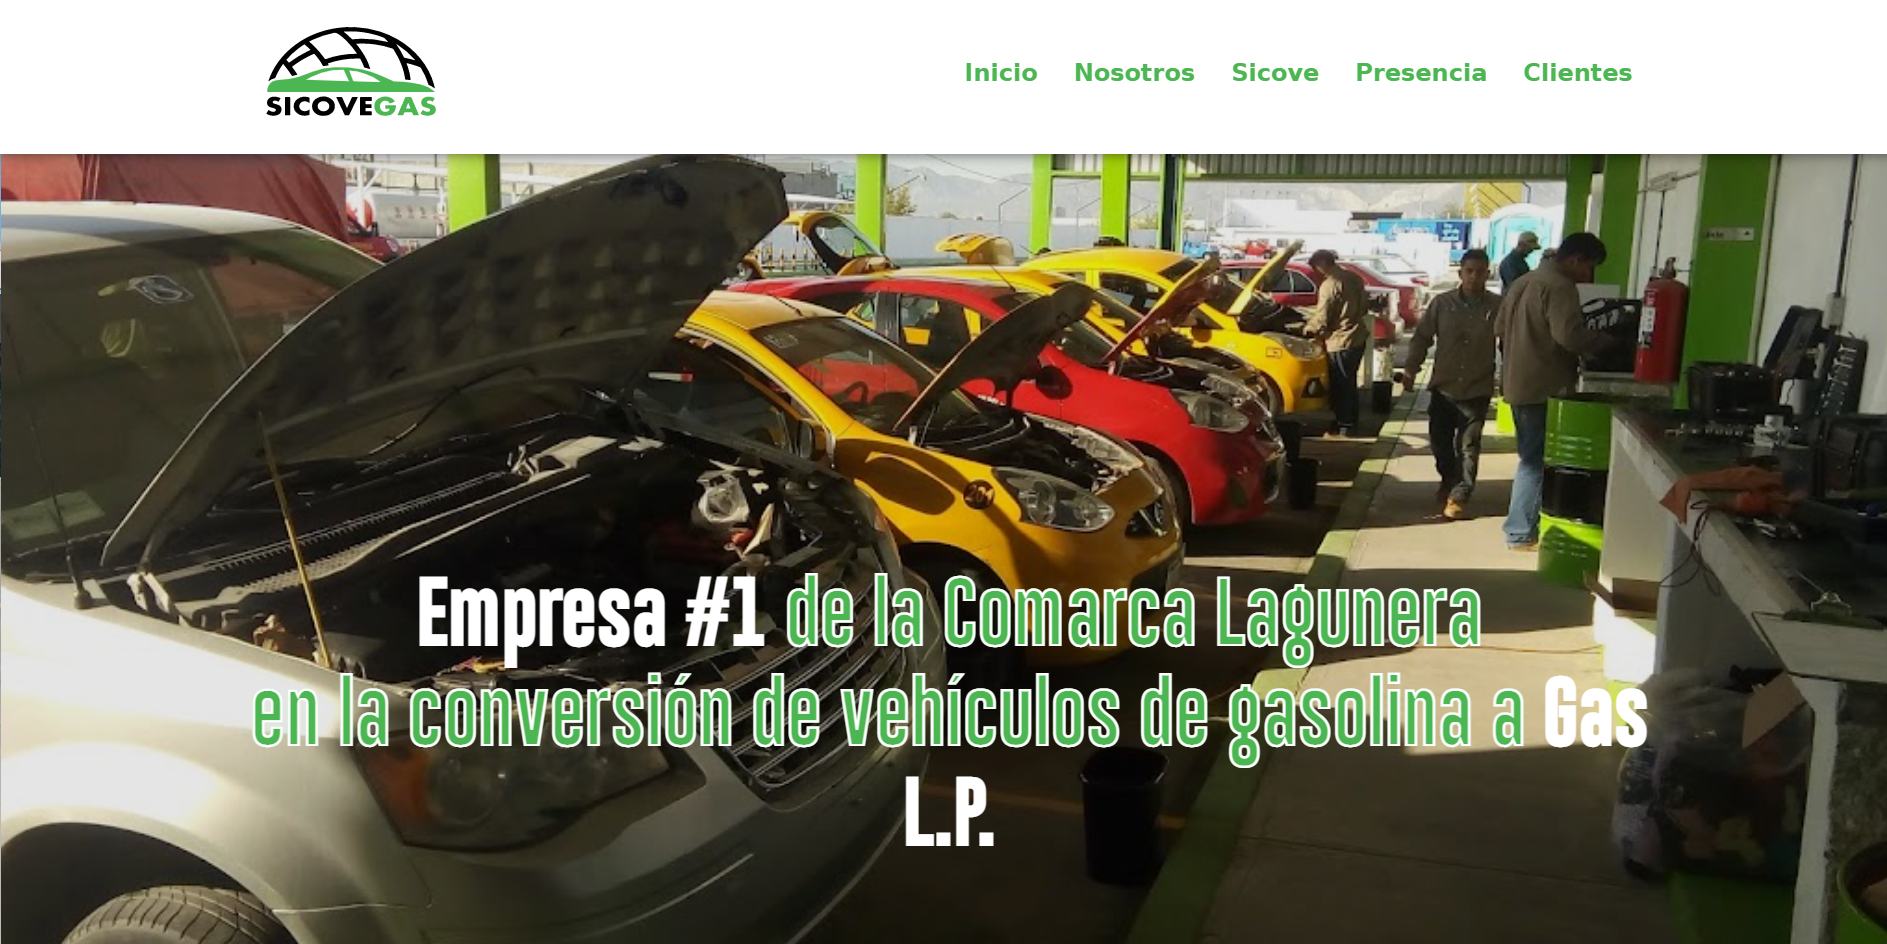 SICOVEGAS
Inicio Nosotros Sicove Presencia Clientes
201
Empresa #1 de la Comarca Lagunera
en la conversión de vehículos de gasolina a Gas
L.P.